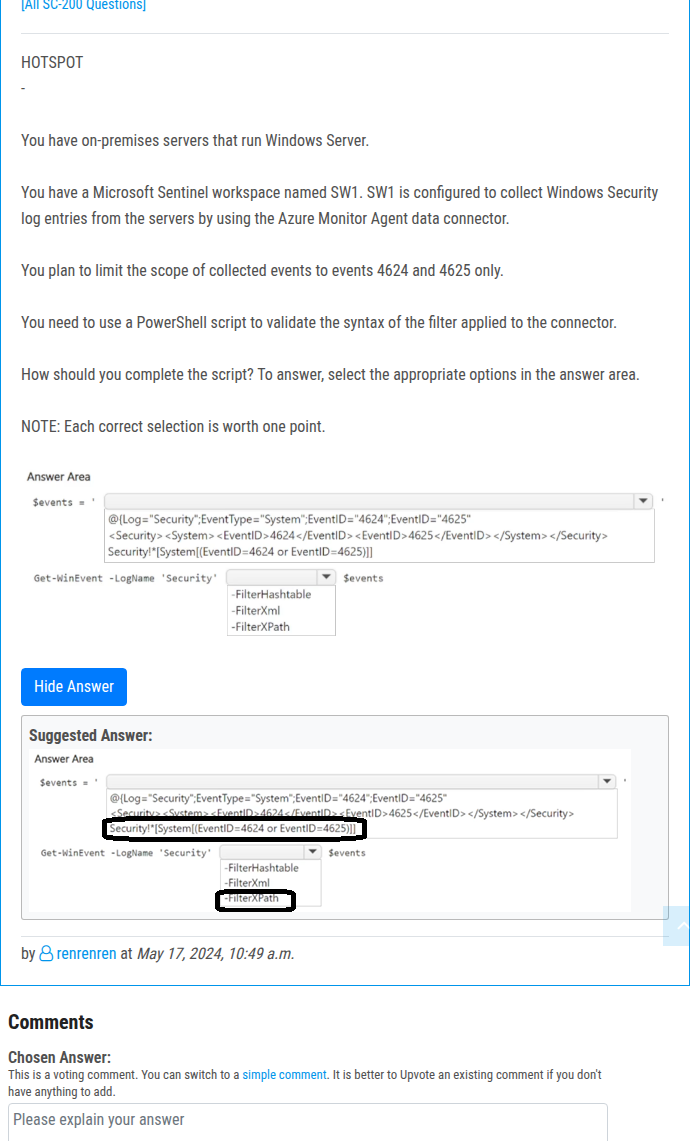 [All SC-200 Questions]
HOTSPOT
-
You have on-premises servers that run Windows Server.
You have a Microsoft Sentinel workspace named SW1. SW1 is configured to collect Windows Security
log entries from the servers by using the Azure Monitor Agent data connector.
You plan to limit the scope of collected events to events 4624 and 4625 only.
You need to use a PowerShell script to validate the syntax of the filter applied to the connector.
How should you complete the script? To answer, select the appropriate options in the answer area.
NOTE: Each correct selection is worth one point.
Answer Area
$events = ' '
@{Log="Security";EventType="System";EventID="4624";EventID="4625"
<Security><System><EventID>4624</EventID><EventID>4625</EventID></System></Security>
Security!*[System[(EventID=4624 or EventID=4625)]]
Get-WinEvent -LogName 'Security' $events
-FilterHashtable
-FilterXml
-FilterXPath
Hide Answer
Suggested Answer:
Answer Area
$events = ' '
@{Log="Security";EventType="System";EventID="4624";EventID="4625"
<Security><System><EventID>4624</EventID><EventID>4625</EventID></System></Security>
Security!*[System[(EventID=4624 or EventID=4625)]]
Get-WinEvent -LogName 'Security' $events
-FilterHashtable
-FilterXml
-FilterXPath
by renrenren at May 17, 2024, 10:49 a.m.
Comments
Chosen Answer:
This is a voting comment. You can switch to a simple comment. It is better to Upvote an existing comment if you don't
have anything to add.
Please explain your answer